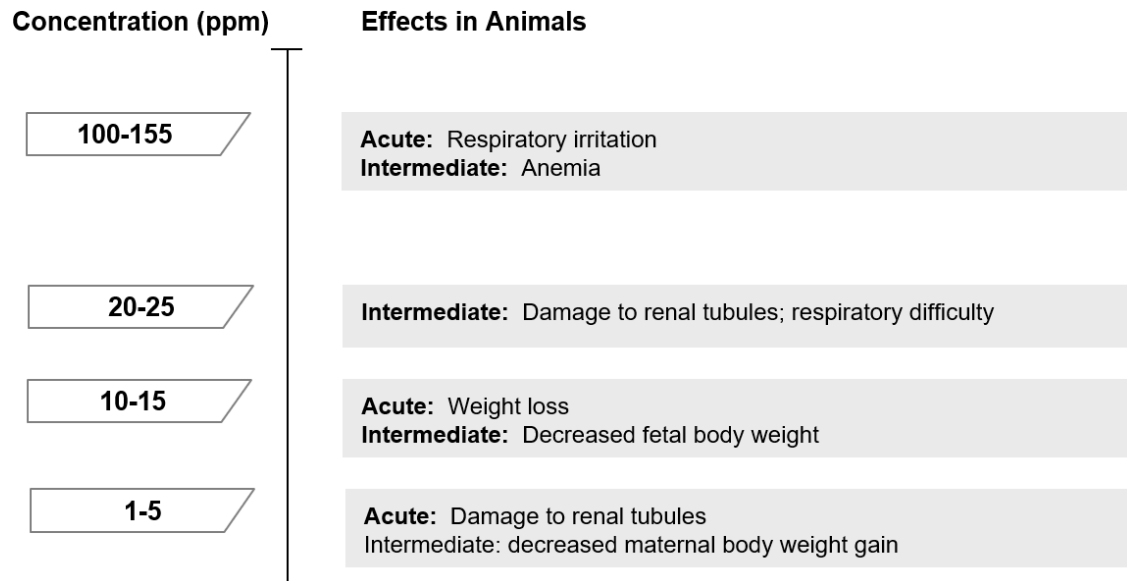 Concentration (ppm) Effects in Animals
100-155
Acute: Respiratory irritation
Intermediate: Anemia
20-25
Intermediate: Damage to renal tubules; respiratory difficulty
10-15
Acute: Weight loss
Intermediate: Decreased fetal body weight
1-5
Acute: Damage to renal tubules
Intermediate: decreased maternal body weight gain